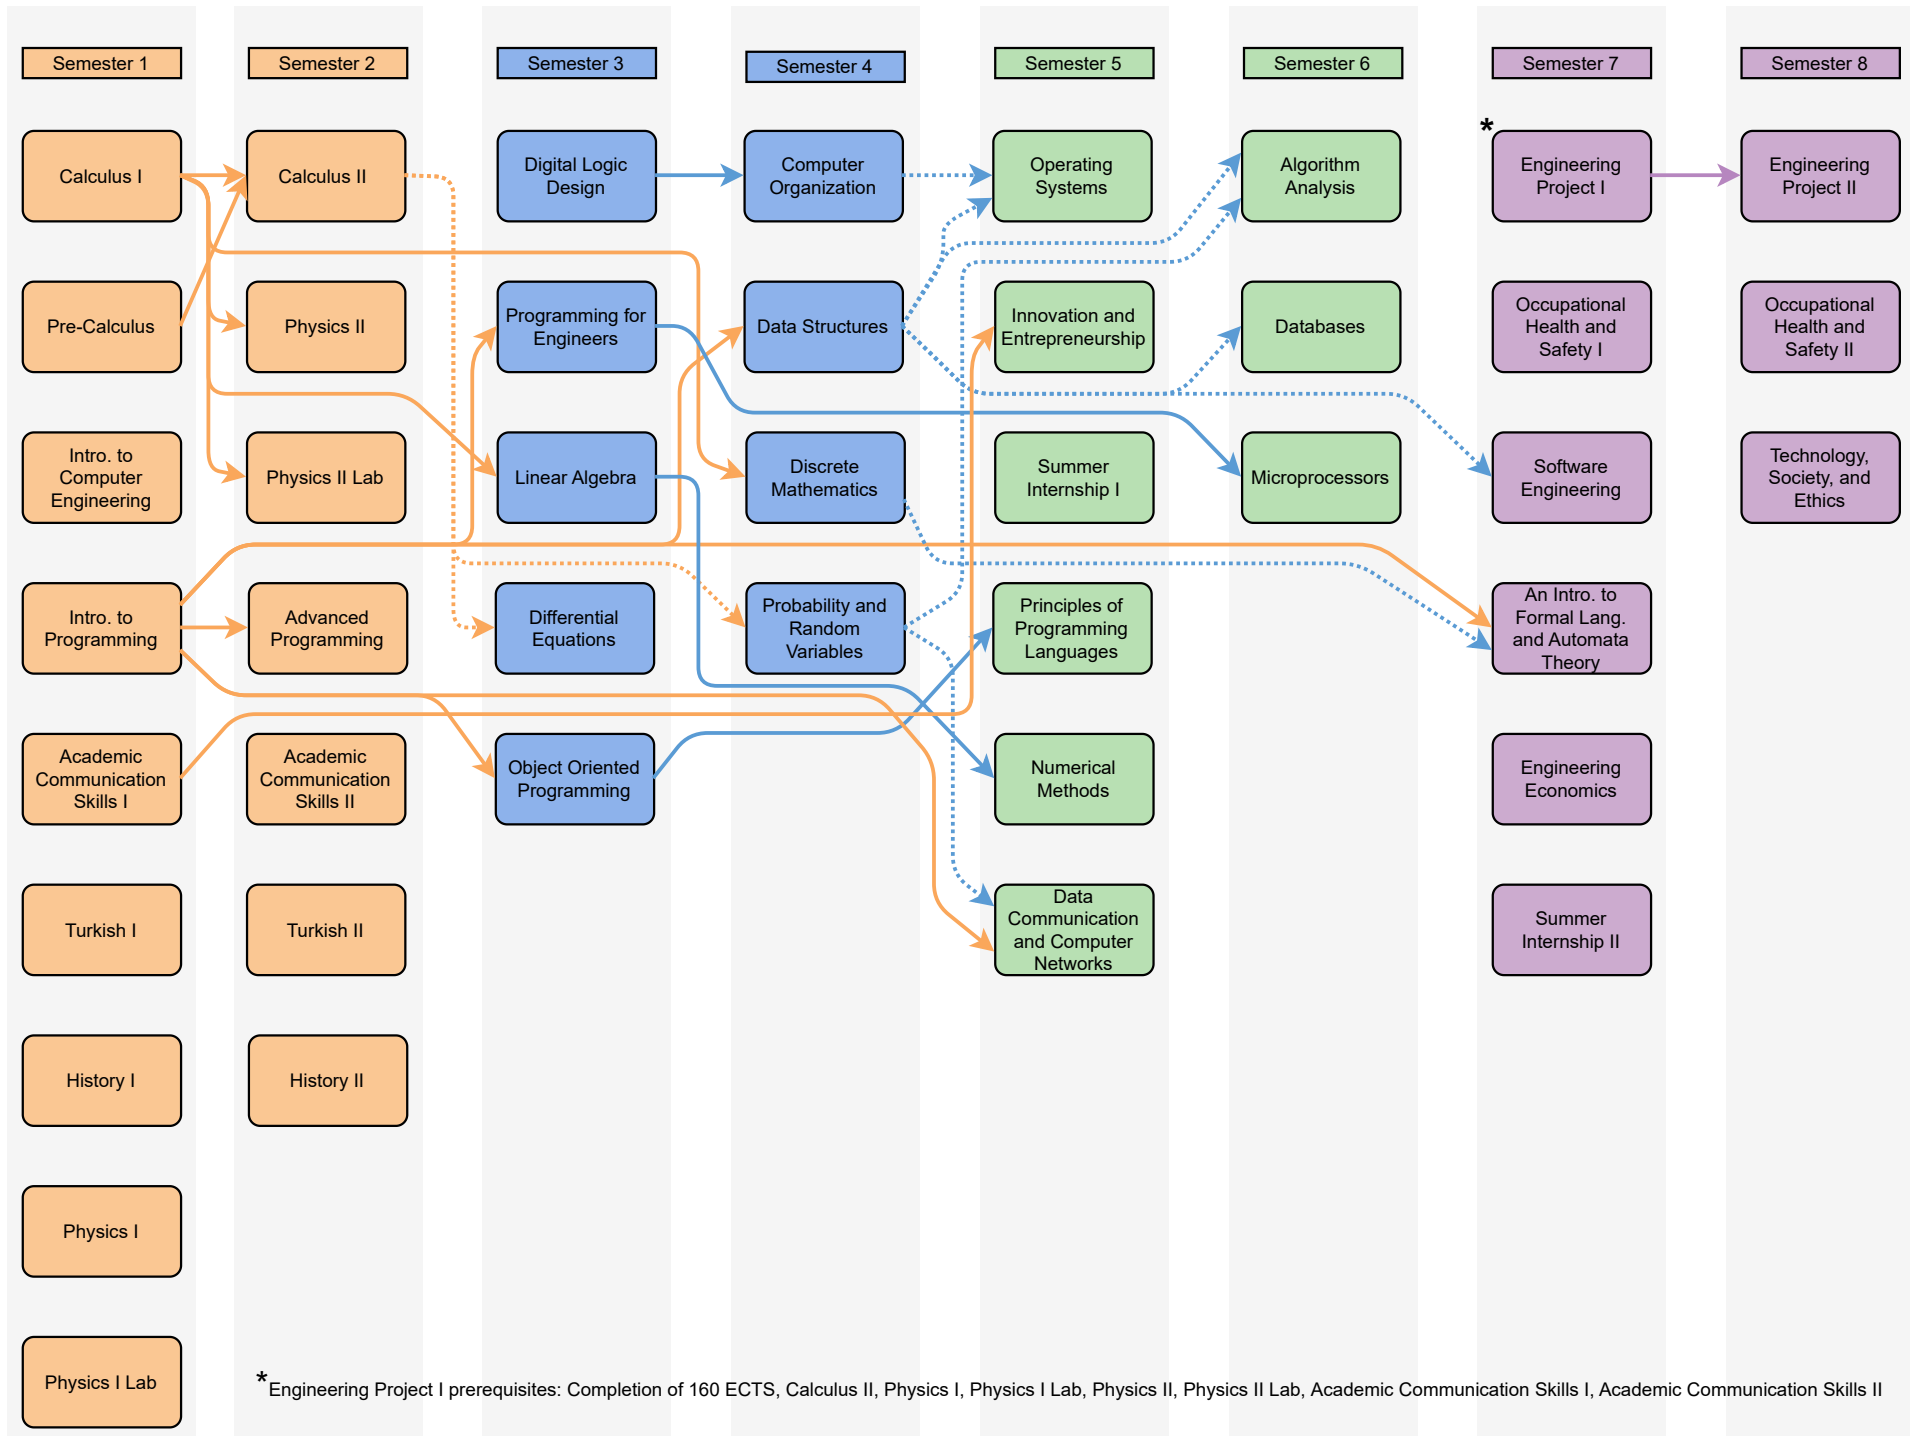 Semester 1
Semester 2
Semester 3
Semester 4
Semester 5
Semester 6
Semester 7
Semester 8
Calculus I
Pre-Calculus
Intro. to
Computer
Engineering
Intro. to
Programming
Academic
Communication
Skills I
Turkish I
History I
Physics I
Physics I Lab
Calculus II
Physics II
Physics II Lab
Advanced
Programming
Academic
Communication
Skills II
Turkish II
History II
Digital Logic
Design
Programming for
Engineers
Linear Algebra
Differential
Equations
Object Oriented
Programming
Computer
Organization
Data Structures
Discrete
Mathematics
Probability and
Random
Variables
Operating
Systems
Innovation and
Entrepreneurship
Summer
Internship I
Principles of
Programming
Languages
Numerical
Methods
Data
Communication
and Computer
Networks
Algorithm
Analysis
Databases
Microprocessors
*
Engineering
Project I
Occupational
Health and
Safety I
Software
Engineering
An Intro. to
Formal Lang.
and Automata
Theory
Engineering
Economics
Summer
Internship II
Engineering
Project II
Occupational
Health and
Safety II
Technology,
Society, and
Ethics
*Engineering Project I prerequisites: Completion of 160 ECTS, Calculus II, Physics I, Physics I Lab, Physics II, Physics II Lab, Academic Communication Skills I, Academic Communication Skills II